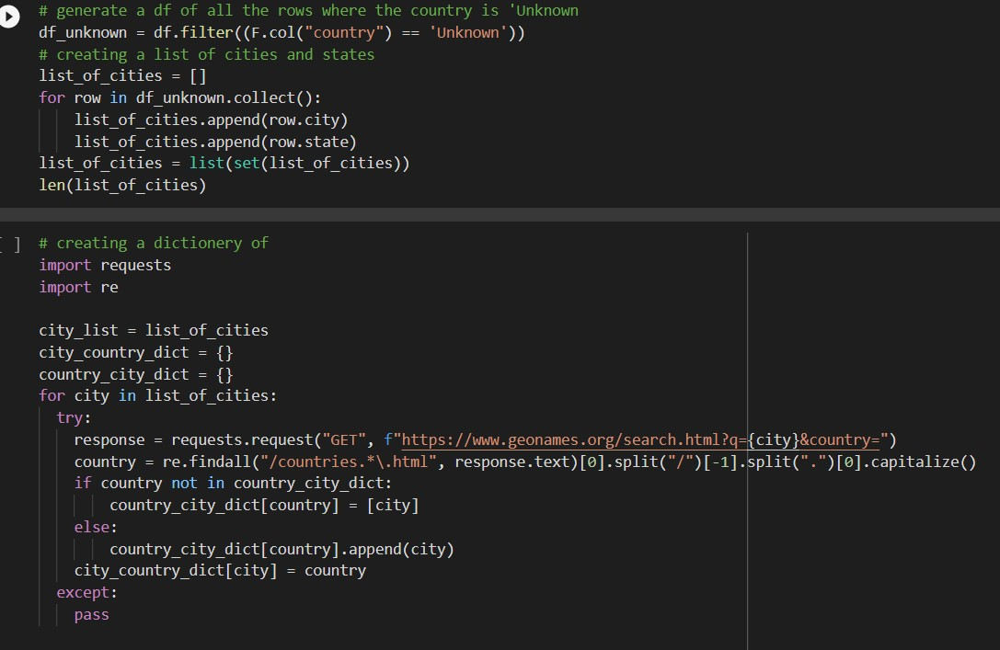 # generate a df of all the rows where the country is 'Unknown
df_unknown = df.filter((F.col("country") == 'Unknown'))
# creating a list of cities and states
list_of_cities = []
for row in df_unknown.collect():
    list_of_cities.append(row.city)
    list_of_cities.append(row.state)
list_of_cities = list(set(list_of_cities))
len(list_of_cities)
[ ] # creating a dictionery of
import requests
import re
city_list = list_of_cities
city_country_dict = {}
country_city_dict = {}
for city in list_of_cities:
  try:
    response = requests.request("GET", f"https://www.geonames.org/search.html?q={city}&country=")
    country = re.findall("/countries.*\.html", response.text)[0].split("/")[-1].split(".")[0].capitalize()
    if country not in country_city_dict:
        country_city_dict[country] = [city]
    else:
        country_city_dict[country].append(city)
    city_country_dict[city] = country
  except:
    pass